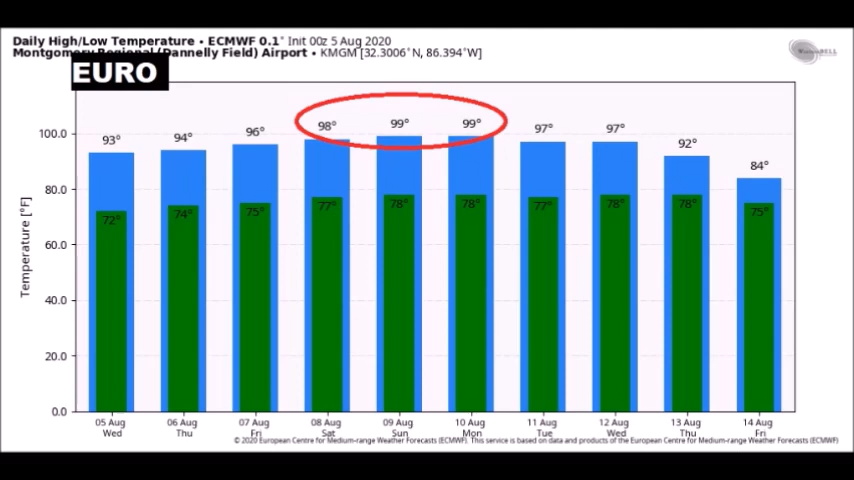 Daily High/Low Temperature • ECMWF 0.1° Init 00z 5 Aug 2020
Montgomery Regional (Dannelly Field) Airport • KMGM [32.3006°N, 86.394°W]
WeatherBELL
EURO
98° 99° 99°
93° 94° 96° 97° 97° 92° 84°
100.0
80.0
60.0
40.0
20.0
0.0
Temperature [°F]
72° 74° 75° 77° 78° 78° 77° 78° 78° 75°
05 Aug 06 Aug 07 Aug 08 Aug 09 Aug 10 Aug 11 Aug 12 Aug 13 Aug 14 Aug
Wed Thu Fri Sat Sun Mon Tue Wed Thu Fri
© 2020 European Centre for Medium-range Weather Forecasts (ECMWF). This service is based on data and products of the European Centre for Medium-range Weather Forecasts (ECMWF)